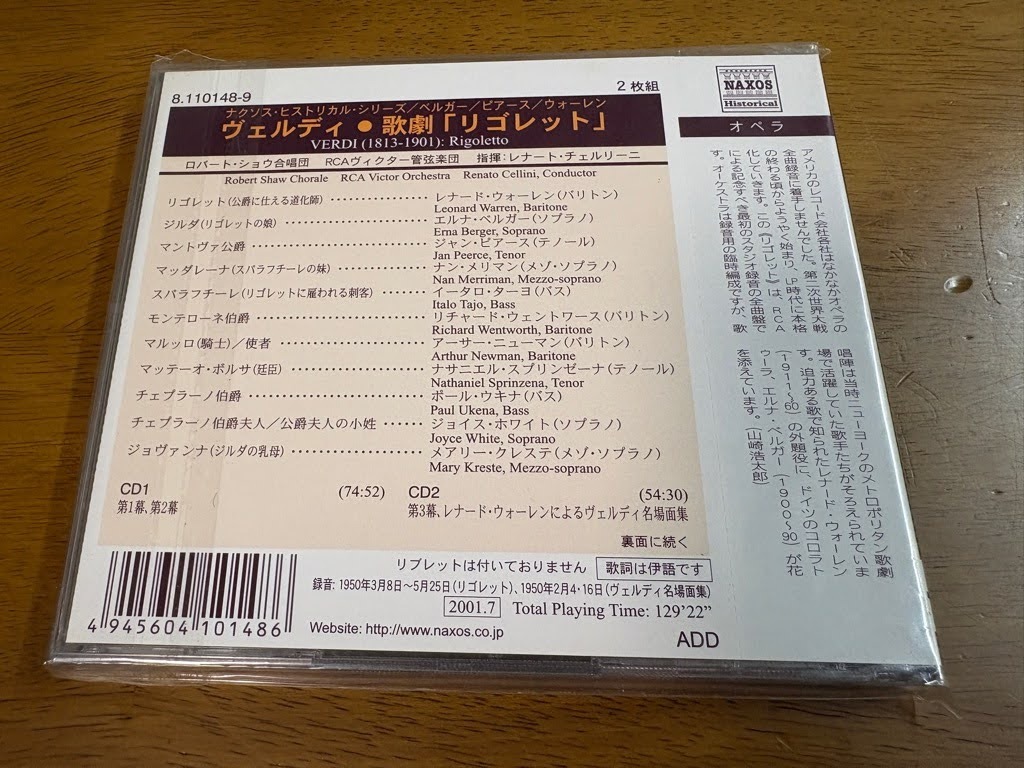 8.110148-9
2枚組
ナクソス・ヒストリカル・シリーズ/ベルガー/ピアース/ウォーレン
ヴェルディ●歌劇「リゴレット」
VERDI (1813-1901): Rigoletto
ロバート・ショウ合唱団 RCAヴィクター管弦楽団 指揮:レナート・チェルリーニ
Robert Shaw Chorale RCA Victor Orchestra Renato Cellini, Conductor
リゴレット(公爵に仕える道化師)………………レナード・ウォーレン(バリトン)
Leonard Warren, Baritone
ジルダ(リゴレットの娘)………………エルナ・ベルガー(ソプラノ)
Erna Berger, Soprano
マントヴァ公爵………………ジャン・ピアース(テノール)
Jan Peerce, Tenor
マッダレーナ(スパラフチーレの妹)………………ナン・メリマン(メゾ・ソプラノ)
Nan Merriman, Mezzo-soprano
スパラフチーレ(リゴレットに雇われる刺客)………イータロ・ターヨ(バス)
Italo Tajo, Bass
モンテローネ伯爵………………リチャード・ウェントワース(バリトン)
Richard Wentworth, Baritone
マルッロ(騎士)/使者………………アーサー・ニューマン(バリトン)
Arthur Newman, Baritone
マッテーオ・ボルサ(廷臣)………………ナサニエル・スプリンゼーナ(テノール)
Nathaniel Sprinzena, Tenor
チェプラーノ伯爵………………ポール・ウキナ(バス)
Paul Ukena, Bass
チェプラーノ伯爵夫人/公爵夫人の小姓……ジョイス・ホワイト(ソプラノ)
Joyce White, Soprano
ジョヴァンナ(ジルダの乳母)………………メアリー・クレステ(メゾ・ソプラノ)
Mary Kreste, Mezzo-soprano
CD1 (74:52)
第1幕、第2幕
CD2 (54:30)
第3幕、レナード・ウォーレンによるヴェルディ名場面集
裏面に続く
リブレットは付いておりません 歌詞は伊語です
録音:1950年3月8日~5月25日(リゴレット)、1950年2月4・16日(ヴェルディ名場面集)
2001.7 Total Playing Time: 129'22"
Website: http://www.naxos.co.jp
ADD
4 945604 101486
NAXOS
Historical
オペラ
アメリカのレコード会社各社はなかなかオペラの
全曲録音に着手しませんでした。第二次世界大戦
の終わる頃からようやく始まり、LP時代に本格
化していきます。この《リゴレット》は、RCA
による記念すべき最初のスタジオ録音の全曲盤で
す。オーケストラは録音用の臨時編成ですが、歌
唱陣は当時ニューヨークのメトロポリタン歌劇
場で活躍していた歌手たちがそろえられていま
す。迫力ある歌で知られたレナード・ウォーレン
(1911~60)の外題役に、ドイツのコロラト
ゥーラ、エルナ・ベルガー(1900~90)が花
を添えています。(山崎浩太郎)